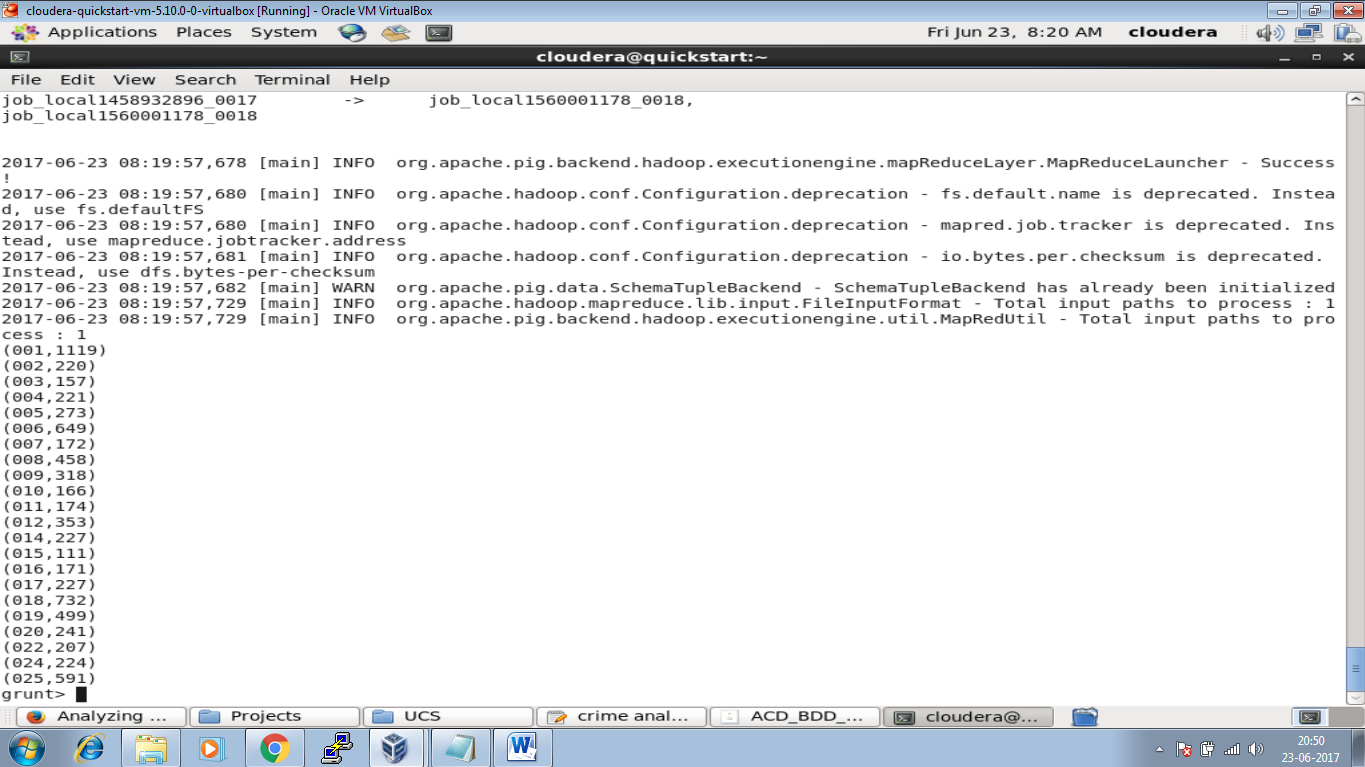 cloudera-quickstart-vm-5.10.0-0-virtualbox [Running] - Oracle VM VirtualBox
Applications Places System Fri Jun 23, 8:20 AM cloudera
cloudera@quickstart:~
File Edit View Search Terminal Help
job_local1458932896_0017 -> job_local1560001178_0018,
job_local1560001178_0018
2017-06-23 08:19:57,678 [main] INFO org.apache.pig.backend.hadoop.executionengine.mapReduceLayer.MapReduceLauncher - Success
!
2017-06-23 08:19:57,680 [main] INFO org.apache.hadoop.conf.Configuration.deprecation - fs.default.name is deprecated. Instea
d, use fs.defaultFS
2017-06-23 08:19:57,680 [main] INFO org.apache.hadoop.conf.Configuration.deprecation - mapred.job.tracker is deprecated. Ins
tead, use mapreduce.jobtracker.address
2017-06-23 08:19:57,681 [main] INFO org.apache.hadoop.conf.Configuration.deprecation - io.bytes.per.checksum is deprecated.
Instead, use dfs.bytes-per-checksum
2017-06-23 08:19:57,682 [main] WARN org.apache.pig.data.SchemaTupleBackend - SchemaTupleBackend has already been initialized
2017-06-23 08:19:57,729 [main] INFO org.apache.hadoop.mapreduce.lib.input.FileInputFormat - Total input paths to process : 1
2017-06-23 08:19:57,729 [main] INFO org.apache.pig.backend.hadoop.executionengine.util.MapRedUtil - Total input paths to pro
cess : 1
(001,1119)
(002,220)
(003,157)
(004,221)
(005,273)
(006,649)
(007,172)
(008,458)
(009,318)
(010,166)
(011,174)
(012,353)
(014,227)
(015,111)
(016,171)
(017,227)
(018,732)
(019,499)
(020,241)
(022,207)
(024,224)
(025,591)
grunt>
Analyzing ... Projects UCS crime anal... ACD_BDD_... cloudera@...
20:50
23-06-2017